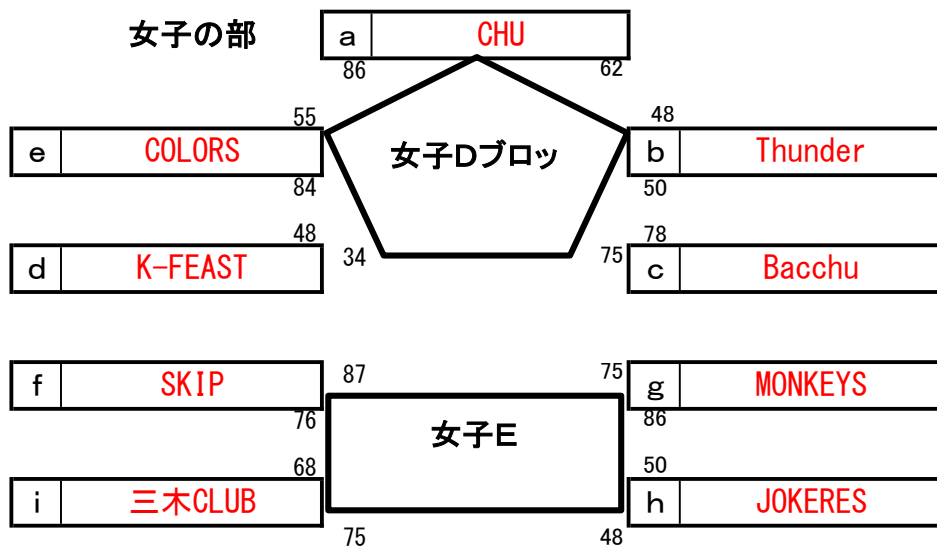 女子の部
a CHU
86 62
55 48
e COLORS 女子Dブロッ b Thunder
84 50
48 34 75 78
d K-FEAST c Bacchu
f SKIP 87 75 g MONKEYS
76 女子E 86
68 50
i 三木CLUB h JOKERES
75 48